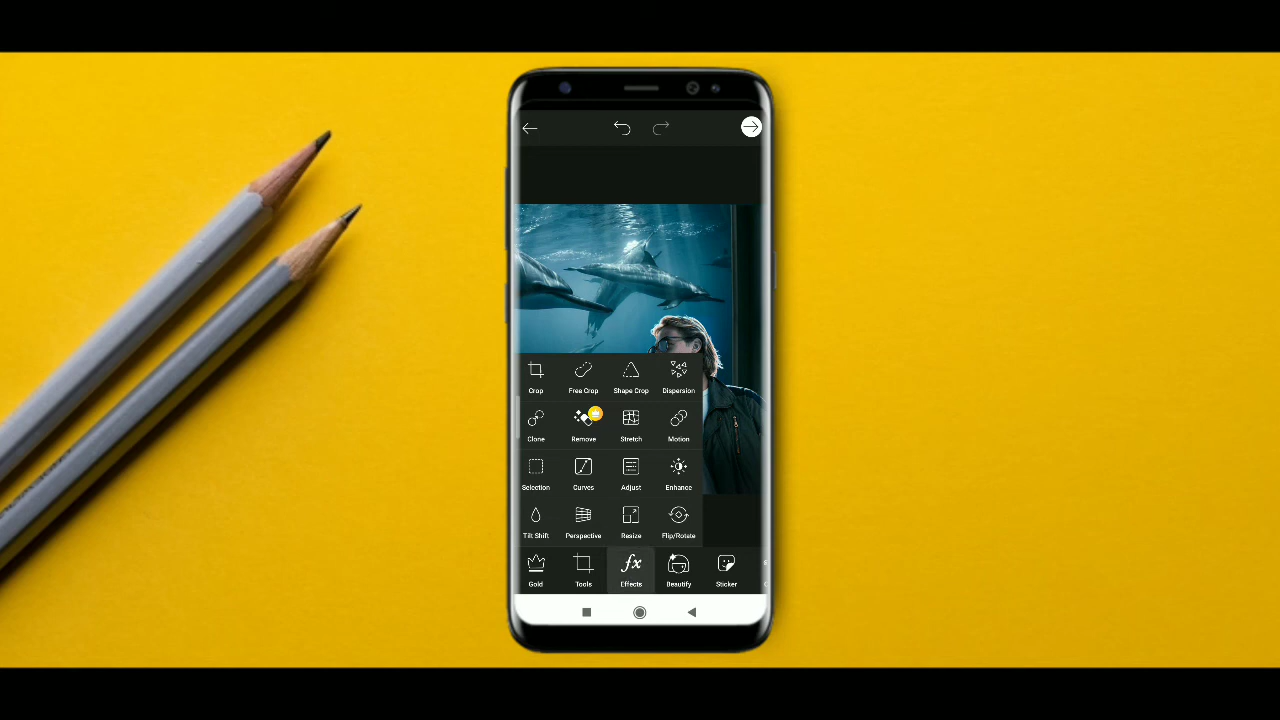 Crop Free Crop Shape Crop Dispersion
Clone Remove Stretch Motion
Selection Curves Adjust Enhance
Tilt Shift Perspective Resize Flip/Rotate
Gold Tools Effects Beautify Sticker